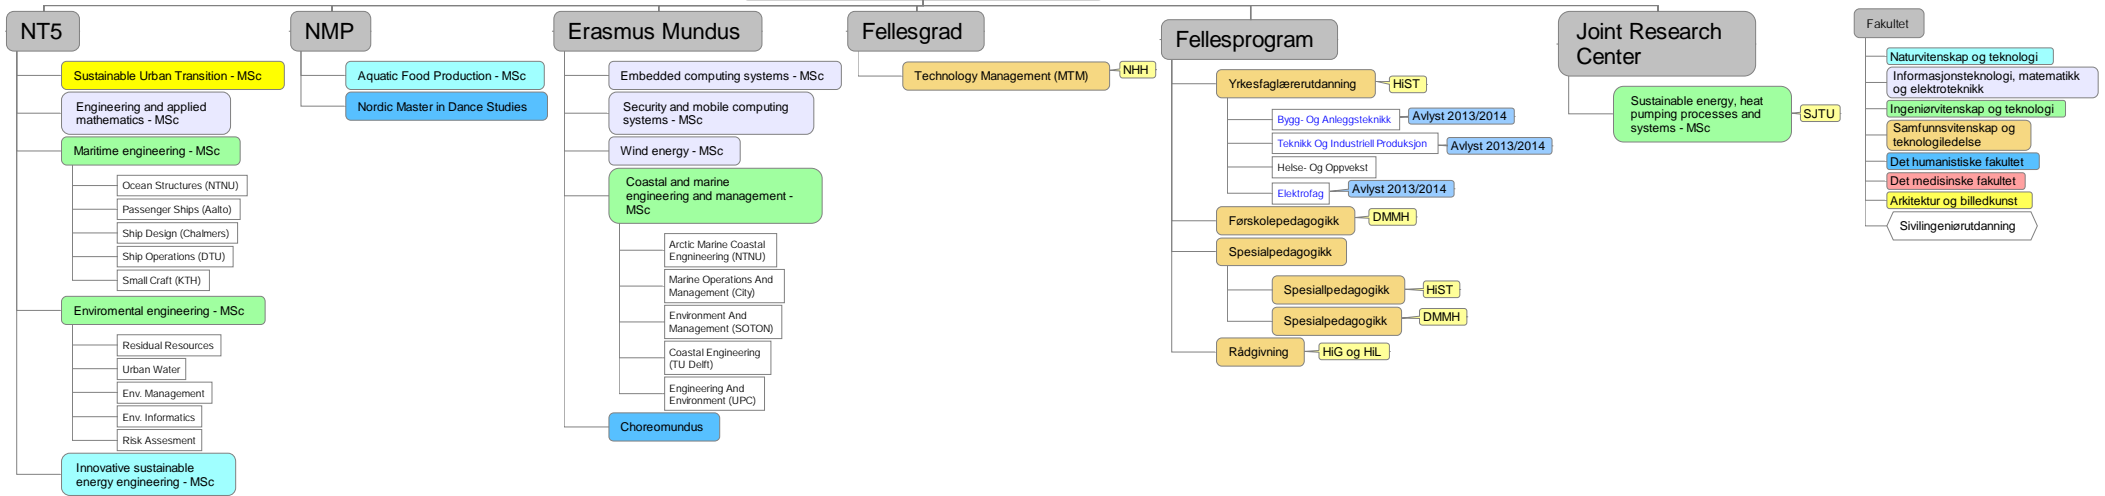 NT5
Sustainable Urban Transition - MSc
Engineering and applied
mathematics - MSc
Maritime engineering - MSc
Ocean Structures (NTNU)
Passenger Ships (Aalto)
Ship Design (Chalmers)
Ship Operations (DTU)
Small Craft (KTH)
Enviromental engineering - MSc
Residual Resources
Urban Water
Env. Management
Env. Informatics
Risk Assesment
Innovative sustainable
energy engineering - MSc
NMP
Aquatic Food Production - MSc
Nordic Master in Dance Studies
Erasmus Mundus
Embedded computing systems - MSc
Security and mobile computing
systems - MSc
Wind energy - MSc
Coastal and marine
engineering and management -
MSc
Arctic Marine Coastal
Engnineering (NTNU)
Marine Operations And
Management (City)
Environment And
Management (SOTON)
Coastal Engineering
(TU Delft)
Engineering And
Environment (UPC)
Choreomundus
Fellesgrad
Technology Management (MTM)
NHH
Fellesprogram
Yrkesfaglærerutdanning
HiST
Bygg- Og Anleggsteknikk
Avlyst 2013/2014
Teknikk Og Industriell Produksjon
Avlyst 2013/2014
Helse- Og Oppvekst
Elektrofag
Avlyst 2013/2014
Førskolepedagogikk
DMMH
Spesialpedagogikk
Spesiallpedagogikk
HiST
Spesialpedagogikk
DMMH
Rådgivning
HiG og HiL
Joint Research
Center
Sustainable energy, heat
pumping processes and
systems - MSc
SJTU
Fakultet
Naturvitenskap og teknologi
Informasjonsteknologi, matematikk
og elektroteknikk
Ingeniørvitenskap og teknologi
Samfunnsvitenskap og
teknologiledelse
Det humanistiske fakultet
Det medisinske fakultet
Arkitektur og billedkunst
Sivilingeniørutdanning